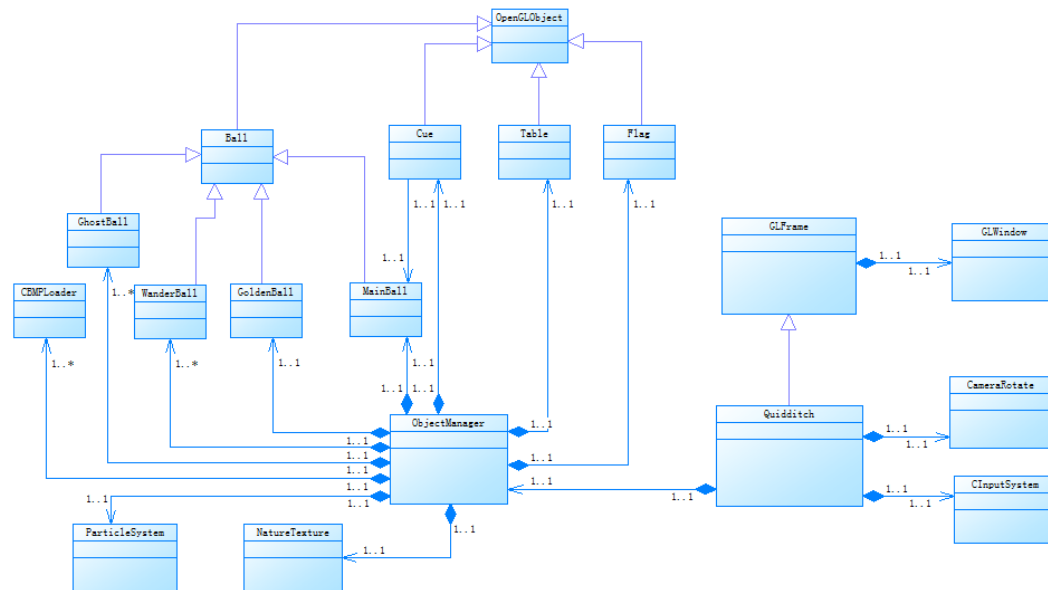 OpenGLObject
Ball
Cue
Table
Flag
1..1
1..1
1..1
1..1
GhostBall
GLFrame
GLWindow
1..1
1..1
1..1
CBMPLoader
1..*
WanderBall
GoldenBall
MainBall
1..*
1..*
1..1
1..1
CameraRotate
1..1
1..1
ObjectManager
Quidditch
1..1
1..1
1..1
1..1
1..1
1..1
1..1
1..1
1..1
CInputSystem
1..1
1..1
1..1
1..1
1..1
1..1
ParticleSystem
NatureTexture
1..1
1..1